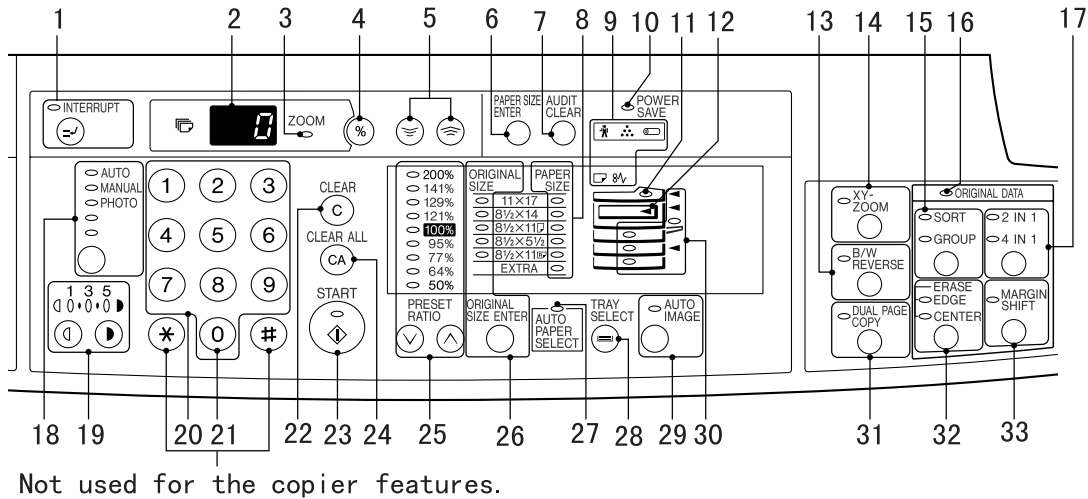 1 2 3 4 5 6 7 8 9 10 11 12 13 14 15 16 17
INTERRUPT
0
ZOOM
%
PAPER SIZE
ENTER
AUDIT
CLEAR
POWER
SAVE
AUTO
MANUAL
PHOTO
1 2 3
4 5 6
7 8 9
* 0 #
1 3 5
CLEAR
C
CLEAR ALL
CA
START
200%
141%
129%
121%
100%
95%
77%
64%
50%
PRESET
RATIO
ORIGINAL
SIZE
PAPER
SIZE
11×17
8½×14
8½×11
8½×5½
8½×11R
EXTRA
ORIGINAL
SIZE ENTER
AUTO
PAPER
SELECT
TRAY
SELECT
AUTO
IMAGE
XY-
ZOOM
B/W
REVERSE
DUAL PAGE
COPY
ORIGINAL DATA
SORT
GROUP
2 IN 1
4 IN 1
ERASE
EDGE
CENTER
MARGIN
SHIFT
18 19 20 21 22 23 24 25 26 27 28 29 30 31 32 33
Not used for the copier features.